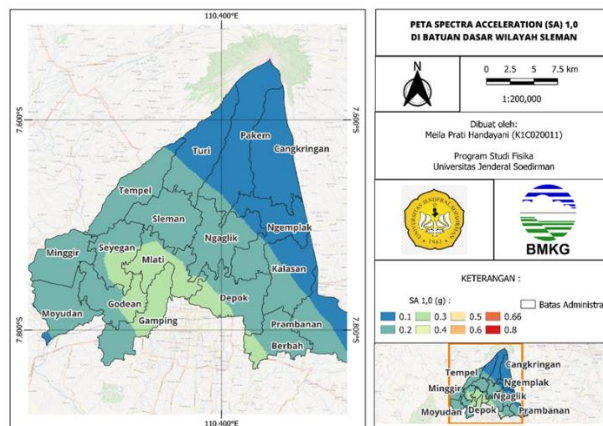 110.400°E
7.600°S
7.600°S
Turi
Pakem
Cangkringan
Tempel
Sleman
Ngaglik
Ngemplak
Minggir
Seyegan
Mlati
Kalasan
Moyudan
Godean
Depok
Gamping
Prambanan
Berbah
7.800°S
7.800°S
110.400°E
PETA SPECTRA ACCELERATION (SA) 1,0
DI BATUAN DASAR WILAYAH SLEMAN
N
0 2.5 5 7.5 km
1:200,000
Dibuat oleh:
Meila Prati Handayani (K1C020011)
Program Studi Fisika
Universitas Jenderal Soedirman
BMKG
KETERANGAN :
SA 1,0 (g) :
0.1 0.3 0.5 0.66 Batas Administra
0.2 0.4 0.6 0.8
Cangkringan
Tempel
Ngemplak
Minggir
Ngaglik
Moyudan Depok Prambanan